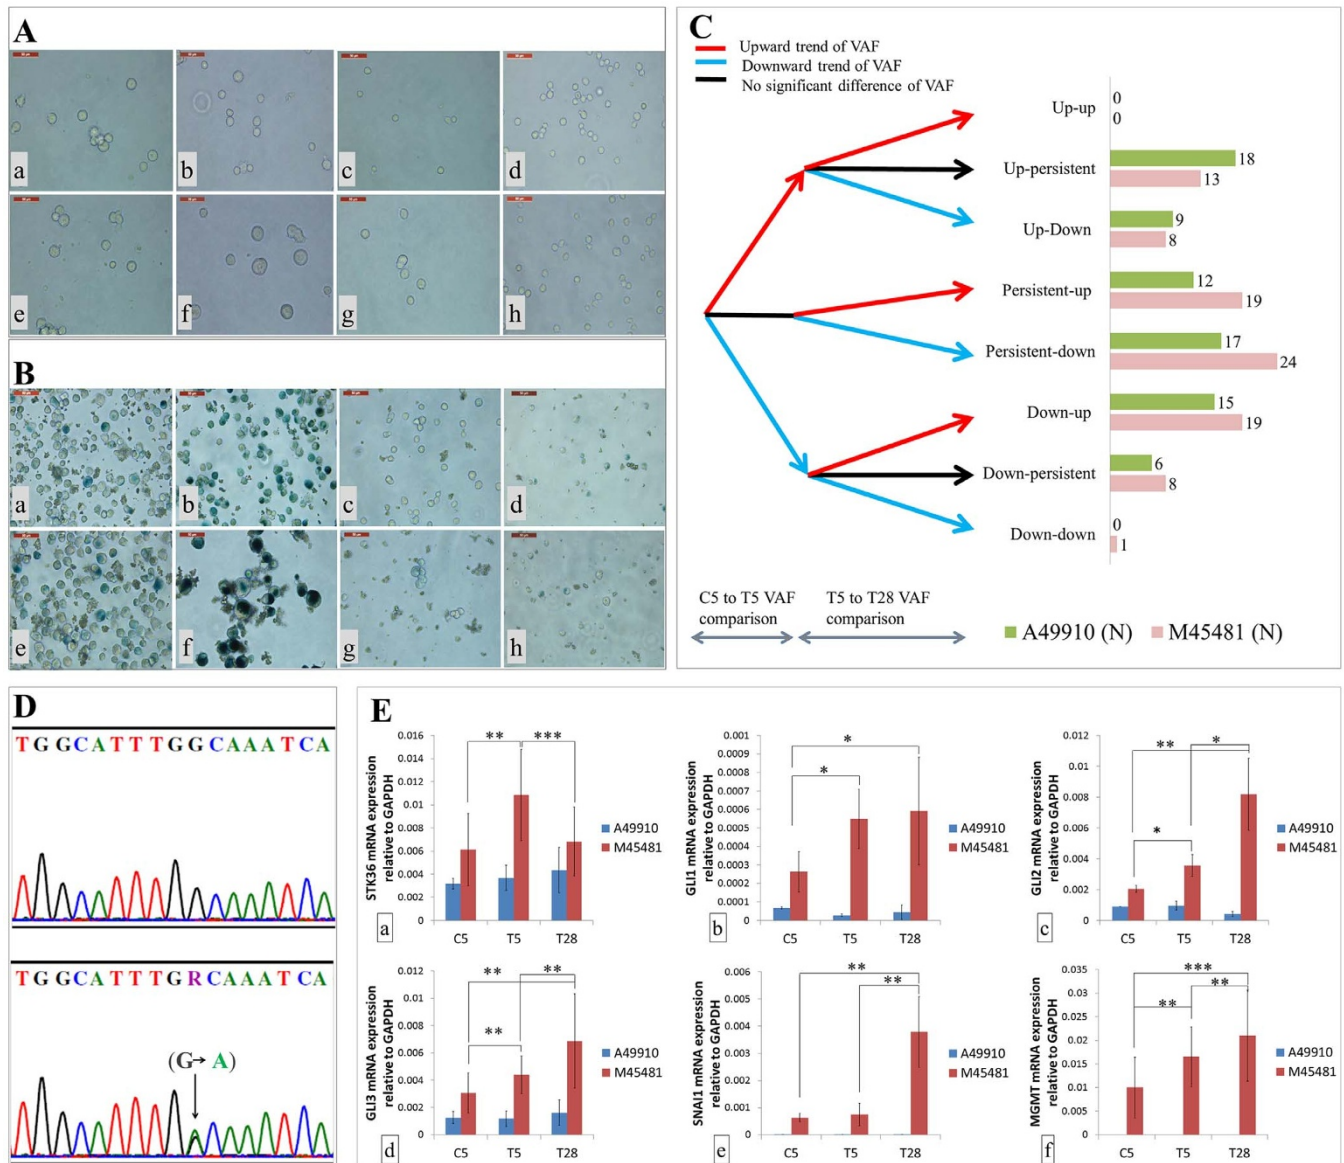 A
a
b
c
d
e
f
g
h
B
a
b
c
d
e
f
g
h
C
Upward trend of VAF
Downward trend of VAF
No significant difference of VAF
Up-up
0
0
Up-persistent
18
13
Up-Down
9
8
Persistent-up
12
19
Persistent-down
17
24
Down-up
15
19
Down-persistent
6
8
Down-down
0
1
C5 to T5 VAF
comparison
T5 to T28 VAF
comparison
A49910 (N)
M45481 (N)
D
TGGCATTTGGCAAATCA
TGGCATTTGRCAAATCA
(G→A)
E
STK36 mRNA expression
relative to GAPDH
0.016
0.014
0.012
0.01
0.008
0.006
0.004
0.002
0
**
***
A49910
M45481
a
C5
T5
T28
GLI1 mRNA expression
relative to GAPDH
0.001
0.0009
0.0008
0.0007
0.0006
0.0005
0.0004
0.0003
0.0002
0.0001
0
*
*
A49910
M45481
b
C5
T5
T28
GLI2 mRNA expression
relative to GAPDH
0.012
0.01
0.008
0.006
0.004
0.002
0
**
*
*
A49910
M45481
c
C5
T5
T28
GLI3 mRNA expression
relative to GAPDH
0.012
0.01
0.008
0.006
0.004
0.002
0
**
**
**
A49910
M45481
d
C5
T5
T28
SNAI1 mRNA expression
relative to GAPDH
0.006
0.005
0.004
0.003
0.002
0.001
0
**
**
A49910
M45481
e
C5
T5
T28
MGMT mRNA expression
relative to GAPDH
0.035
0.03
0.025
0.02
0.015
0.01
0.005
0
***
**
**
A49910
M45481
f
C5
T5
T28